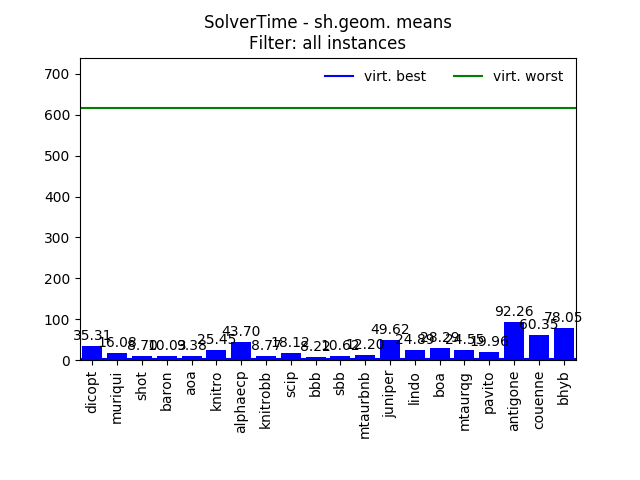 SolverTime - sh.geom. means
Filter: all instances
virt. best
virt. worst
700
600
500
400
300
200
100
0
35.31
16.08
8.70
10.09
9.38
25.45
43.70
8.77
18.12
8.22
10.62
12.20
49.62
24.89
28.29
24.55
19.96
92.26
60.35
78.05
dicopt
muriqui
shot
baron
aoa
knitro
alphaecp
knitrobb
scip
bbb
sbb
mtaurbnb
juniper
lindo
boa
mtaurqg
pavito
antigone
couenne
bhyb